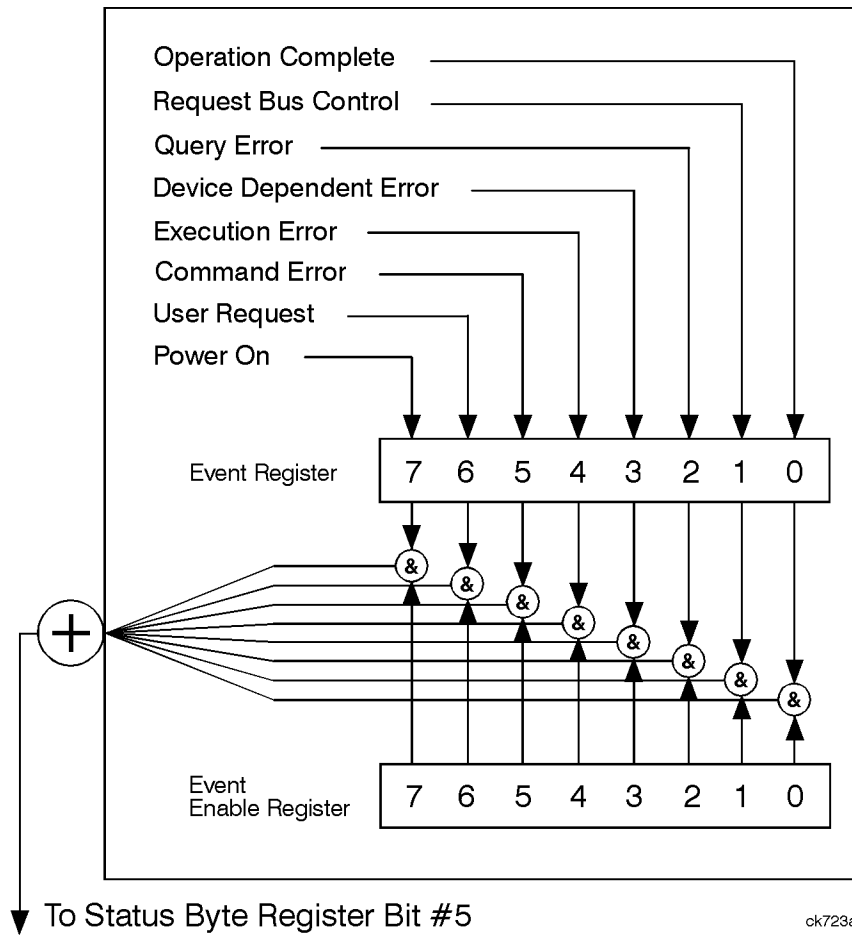 Operation Complete
Request Bus Control
Query Error
Device Dependent Error
Execution Error
Command Error
User Request
Power On
Event Register 7 6 5 4 3 2 1 0
&
&
&
&
&
&
&
&
+
Event
Enable Register 7 6 5 4 3 2 1 0
To Status Byte Register Bit #5
ck723a